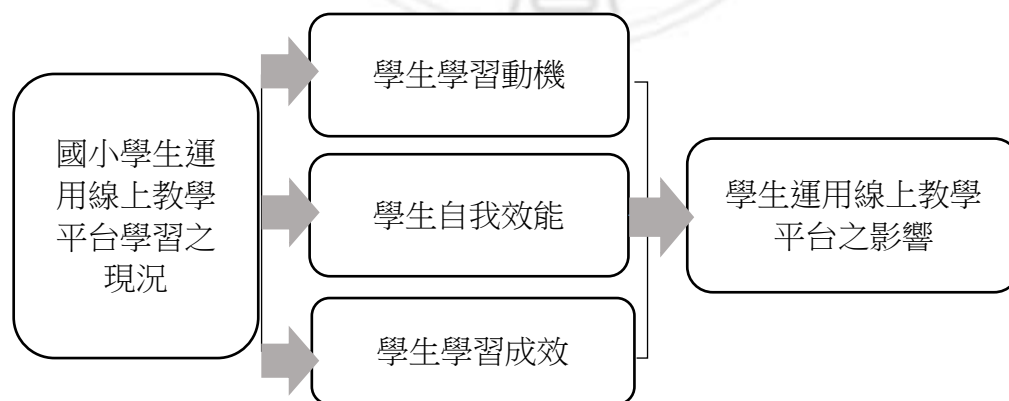 國小學生運
用線上教學
平台學習之
現況
學生學習動機
學生自我效能
學生學習成效
學生運用線上教學
平台之影響